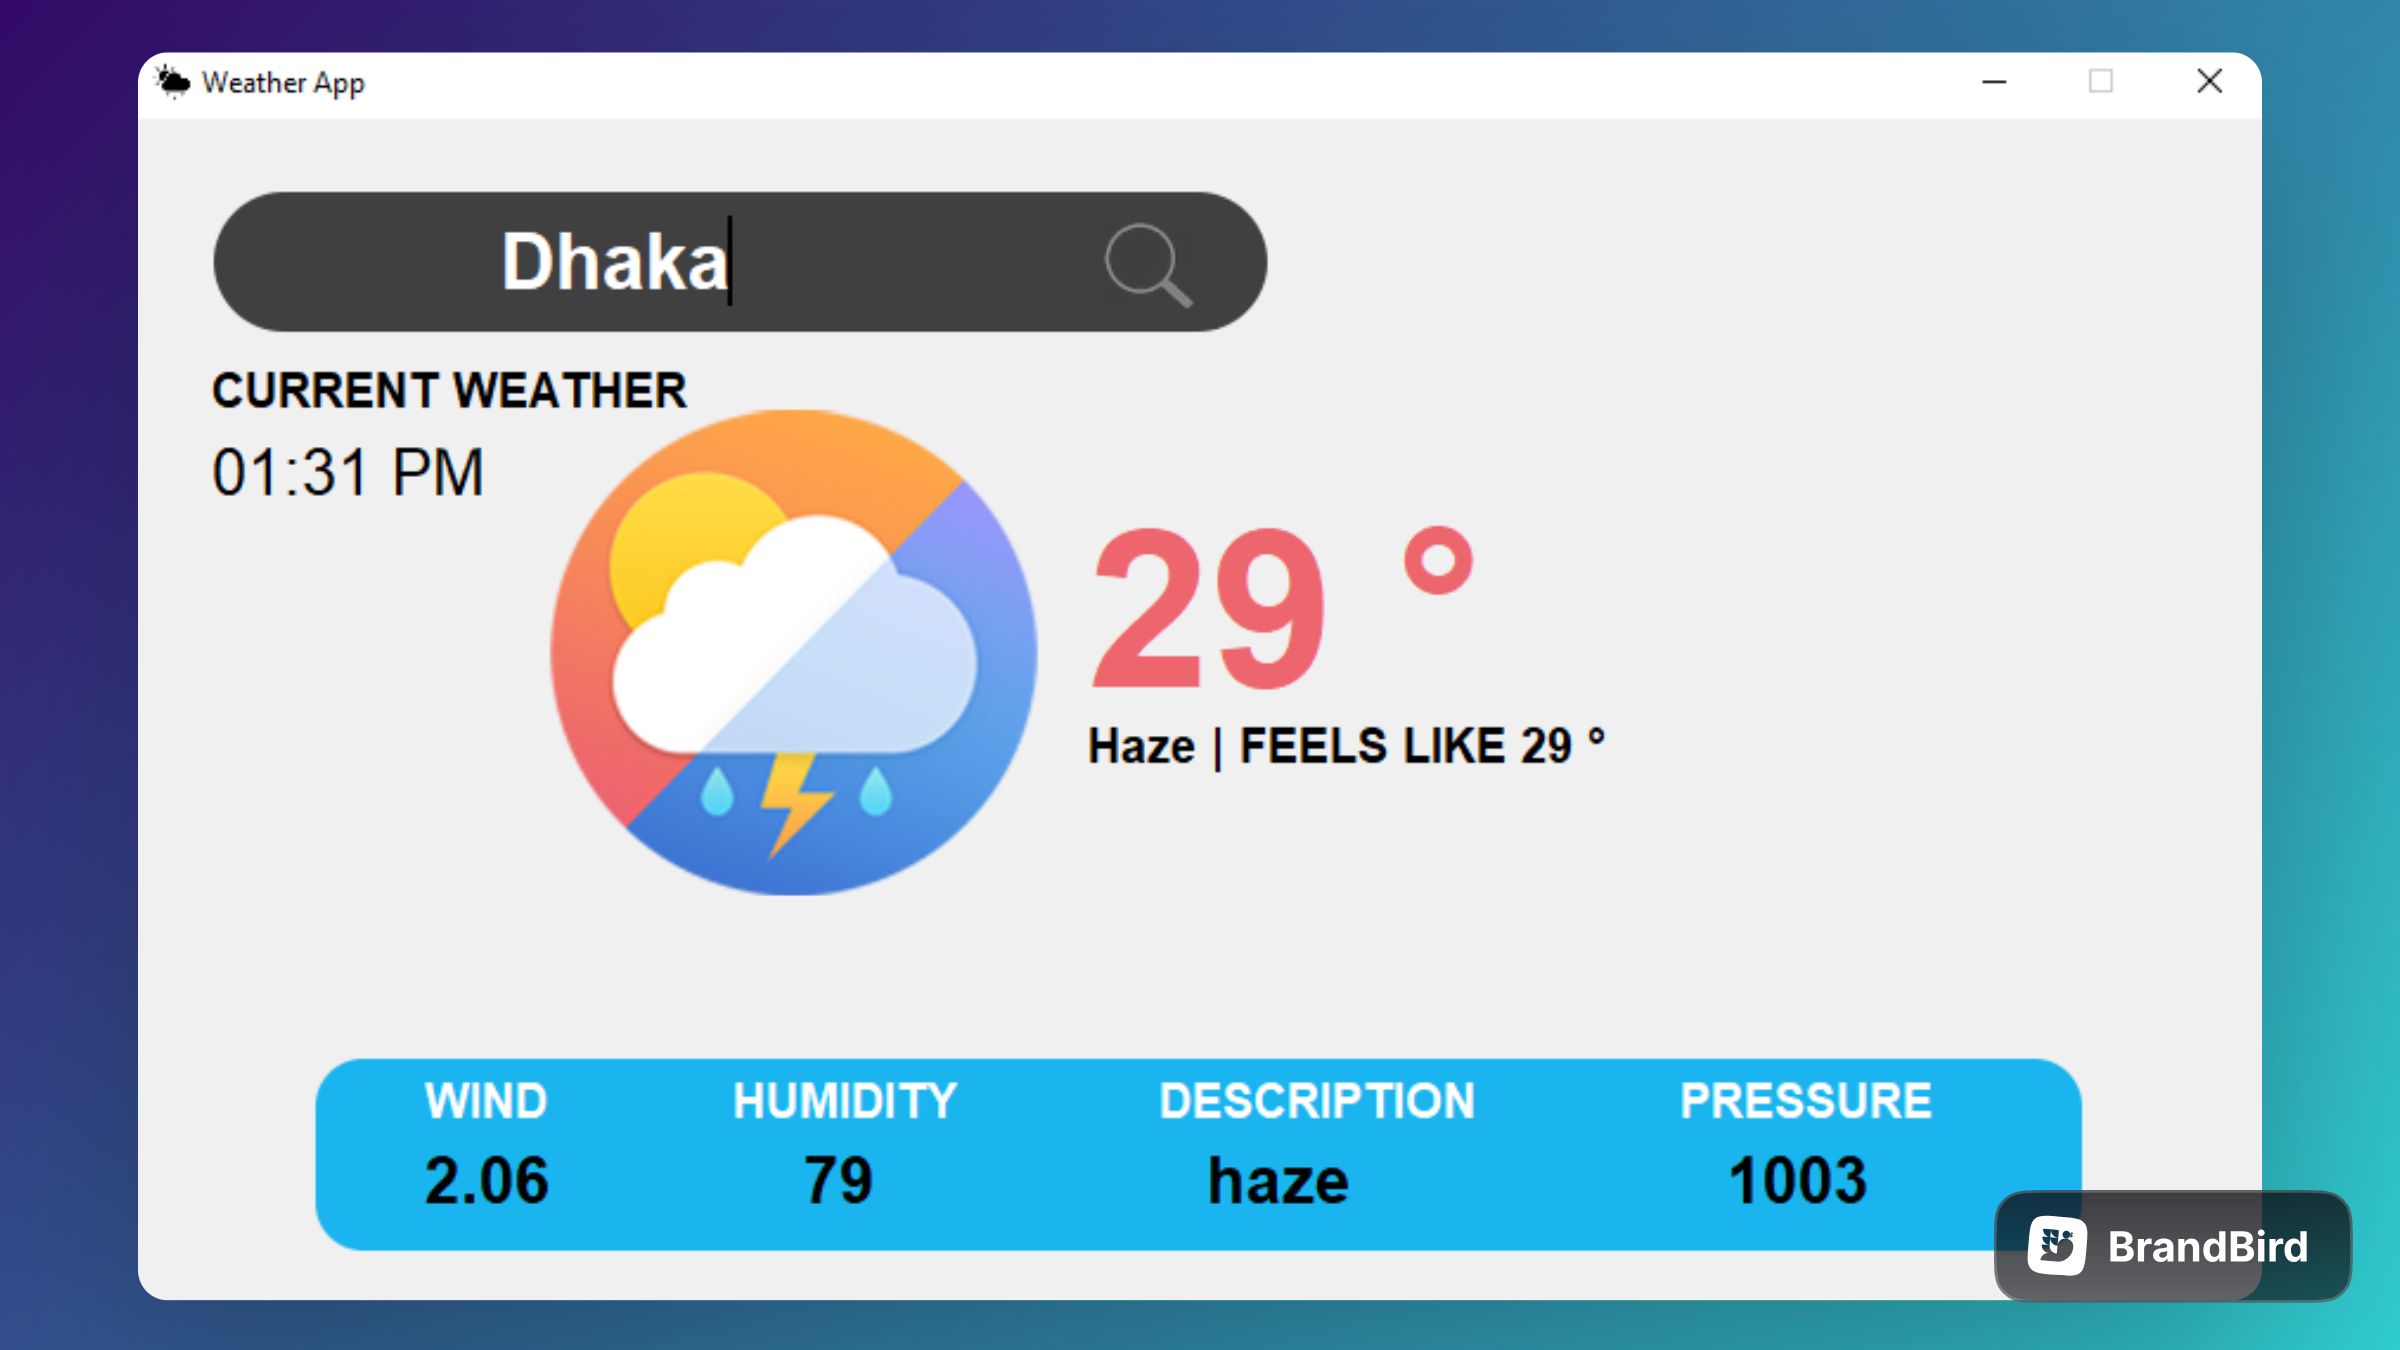 Weather App
Dhaka
CURRENT WEATHER
01:31 PM
29 °
Haze | FEELS LIKE 29 °
WIND HUMIDITY DESCRIPTION PRESSURE
2.06 79 haze 1003
BrandBird